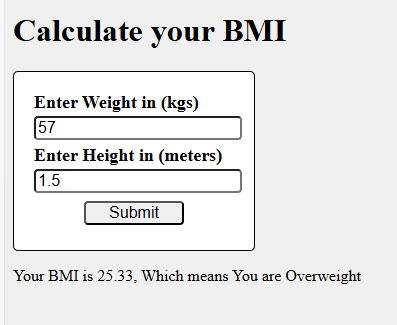 Calculate your BMI
Enter Weight in (kgs)
57
Enter Height in (meters)
1.5
Submit
Your BMI is 25.33, Which means You are Overweight